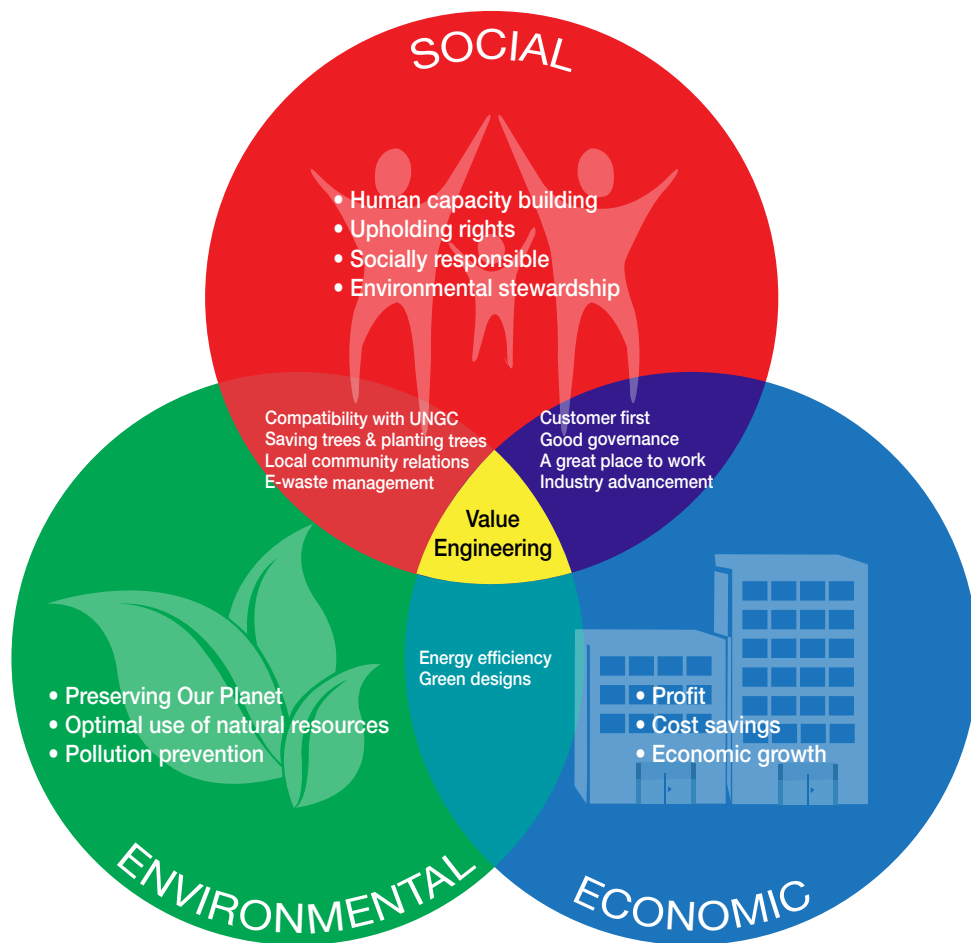 SOCIAL
• Human capacity building
• Upholding rights
• Socially responsible
• Environmental stewardship
Compatibility with UNGC
Saving trees & planting trees
Local community relations
E-waste management
Customer first
Good governance
A great place to work
Industry advancement
Value
Engineering
Energy efficiency
Green designs
• Preserving Our Planet
• Optimal use of natural resources
• Pollution prevention
• Profit
• Cost savings
• Economic growth
ENVIRONMENTAL
ECONOMIC